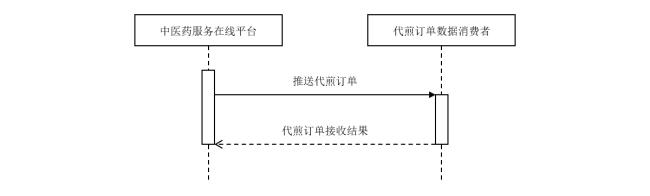 中医药服务在线平台
代煎订单数据消费者
推送代煎订单
代煎订单接收结果